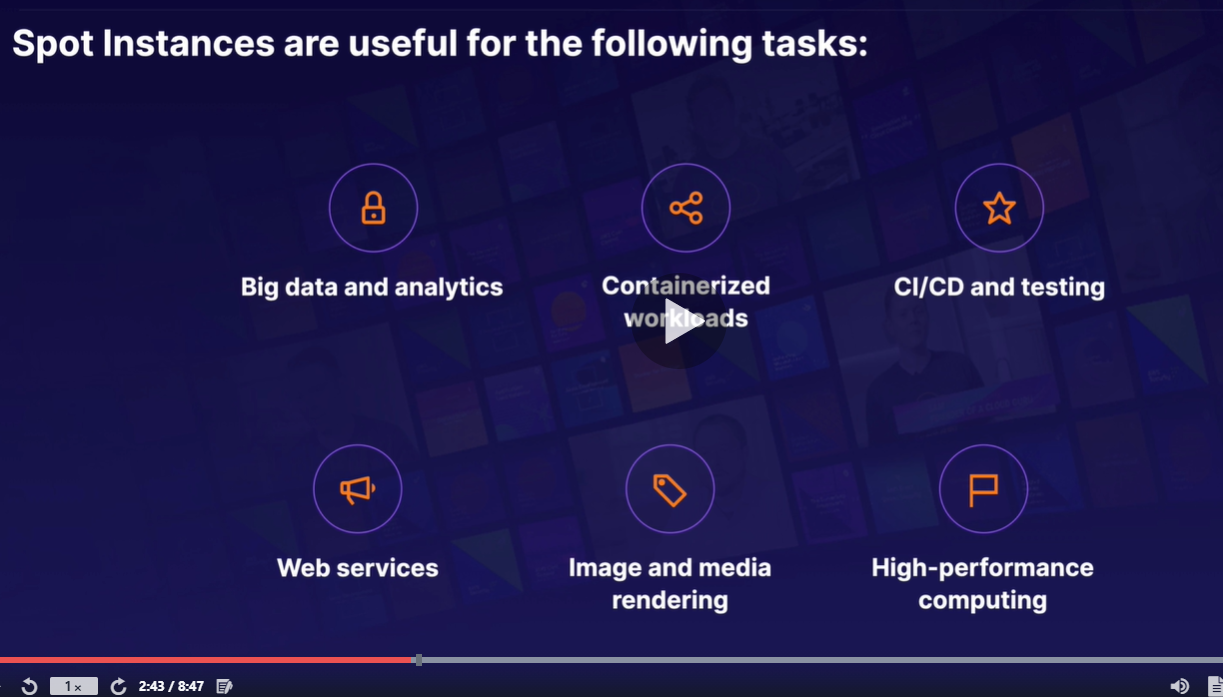 Spot Instances are useful for the following tasks:
Big data and analytics
Containerized
workloads
CI/CD and testing
Web services
Image and media
rendering
High-performance
computing
1 x
2:43 / 8:47